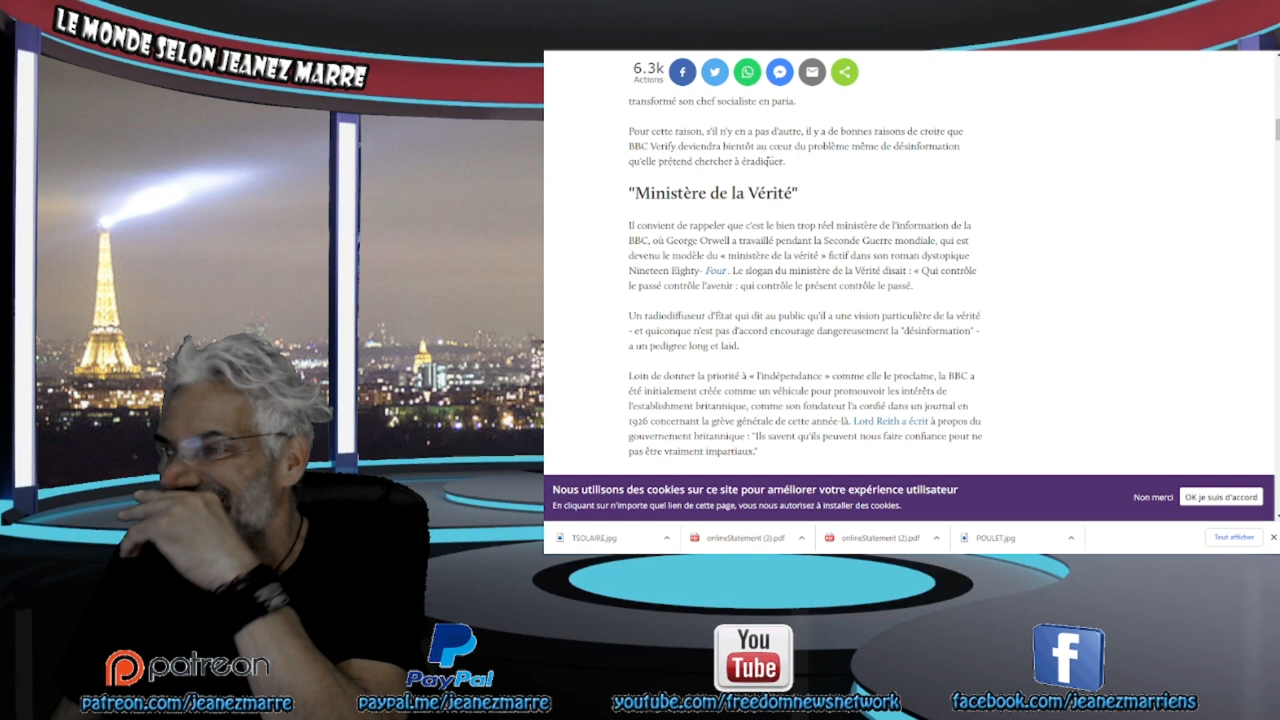 LE MONDE SELON JEANEZ MARRE
6.3k
Actions
transformé son chef socialiste en paria.
Pour cette raison, s'il n'y en a pas d'autre, il y a de bonnes raisons de croire que
BBC Verify deviendra bientôt au cœur du problème même de désinformation
qu'elle prétend chercher à éradiquer.
"Ministère de la Vérité"
Il convient de rappeler que c'est le bien trop réel ministère de l'information de la
BBC, où George Orwell a travaillé pendant la Seconde Guerre mondiale, qui est
devenu le modèle du « ministère de la vérité » fictif dans son roman dystopique
Nineteen Eighty- Four . Le slogan du ministère de la Vérité disait : « Qui contrôle
le passé contrôle l'avenir : qui contrôle le présent contrôle le passé.
Un radiodiffuseur d'État qui dit au public qu'il a une vision particulière de la vérité
- et quiconque n'est pas d'accord encourage dangereusement la "désinformation" -
a un pedigree long et laid.
Loin de donner la priorité à « l'indépendance » comme elle le proclame, la BBC a
été initialement créée comme un véhicule pour promouvoir les intérêts de
l'establishment britannique, comme son fondateur l'a confié dans un journal en
1926 concernant la grève générale de cette année-là. Lord Reith a écrit à propos du
gouvernement britannique : "Ils savent qu'ils peuvent nous faire confiance pour ne
pas être vraiment impartiaux."
Nous utilisons des cookies sur ce site pour améliorer votre expérience utilisateur
En cliquant sur n'importe quel lien de cette page, vous nous autorisez à installer des cookies.
Non merci
OK je suis d'accord
TSOLAIRE.jpg
onlineStatement (3).pdf
onlineStatement (2).pdf
POULET.jpg
Tout afficher
patreon
PayPal
You
Tube
patreon.com/jeanezmarre
paypal.me/jeanezmarre
youtube.com/freedomnewsnetwork
facebook.com/jeanezmarriens